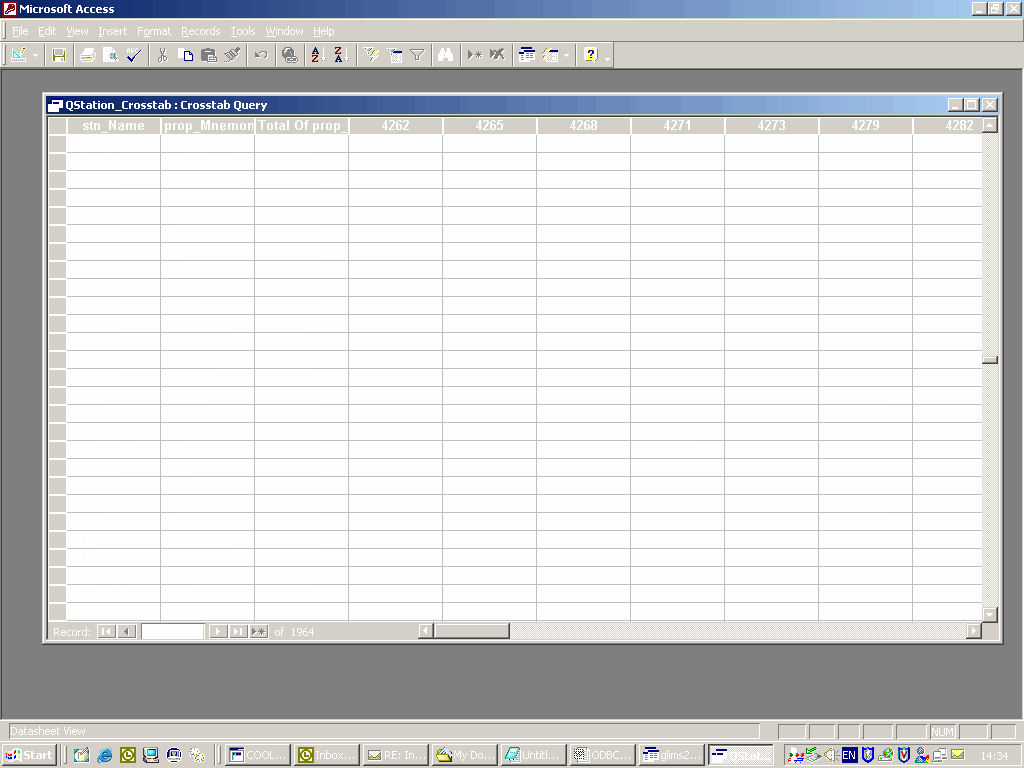 Microsoft Access
File Edit View Insert Format Records Tools Window Help
QStation_Crosstab : Crosstab Query
stn_Name prop_Mnemon Total Of prop_ 4262 4265 4268 4271 4273 4279 4282
Record: of 1964
Datasheet View NUM
Start COOL... Inbox... RE: In... My Do... Untitl... ODBC... glims2... QStat... EN 14:34